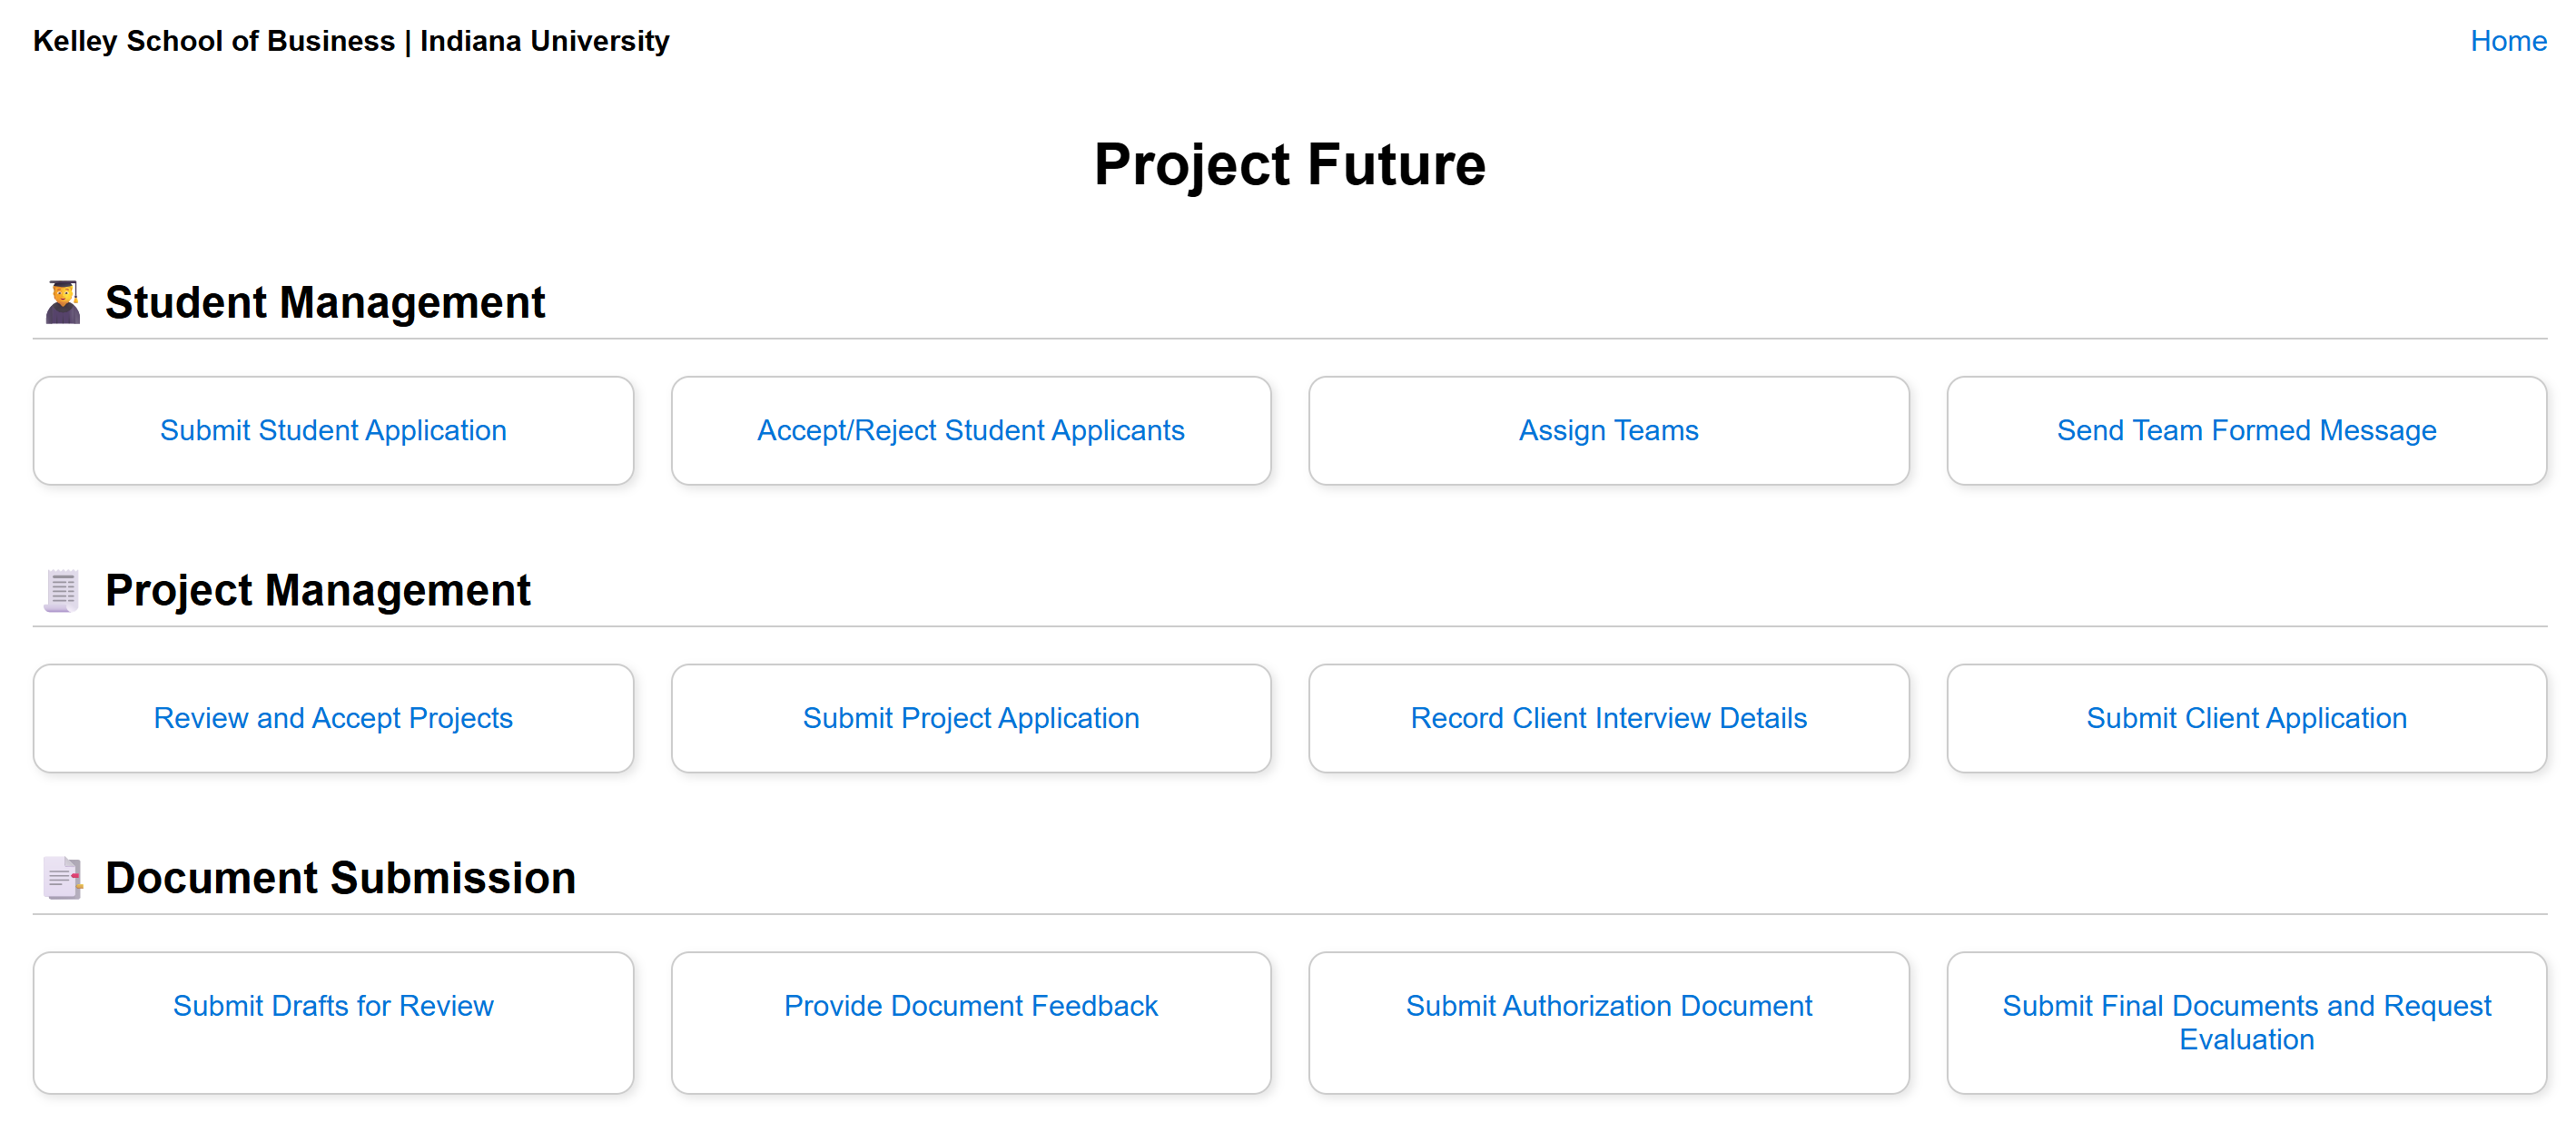 Kelley School of Business | Indiana University
Home
Project Future
Student Management
Submit Student Application
Accept/Reject Student Applicants
Assign Teams
Send Team Formed Message
Project Management
Review and Accept Projects
Submit Project Application
Record Client Interview Details
Submit Client Application
Document Submission
Submit Drafts for Review
Provide Document Feedback
Submit Authorization Document
Submit Final Documents and Request
Evaluation